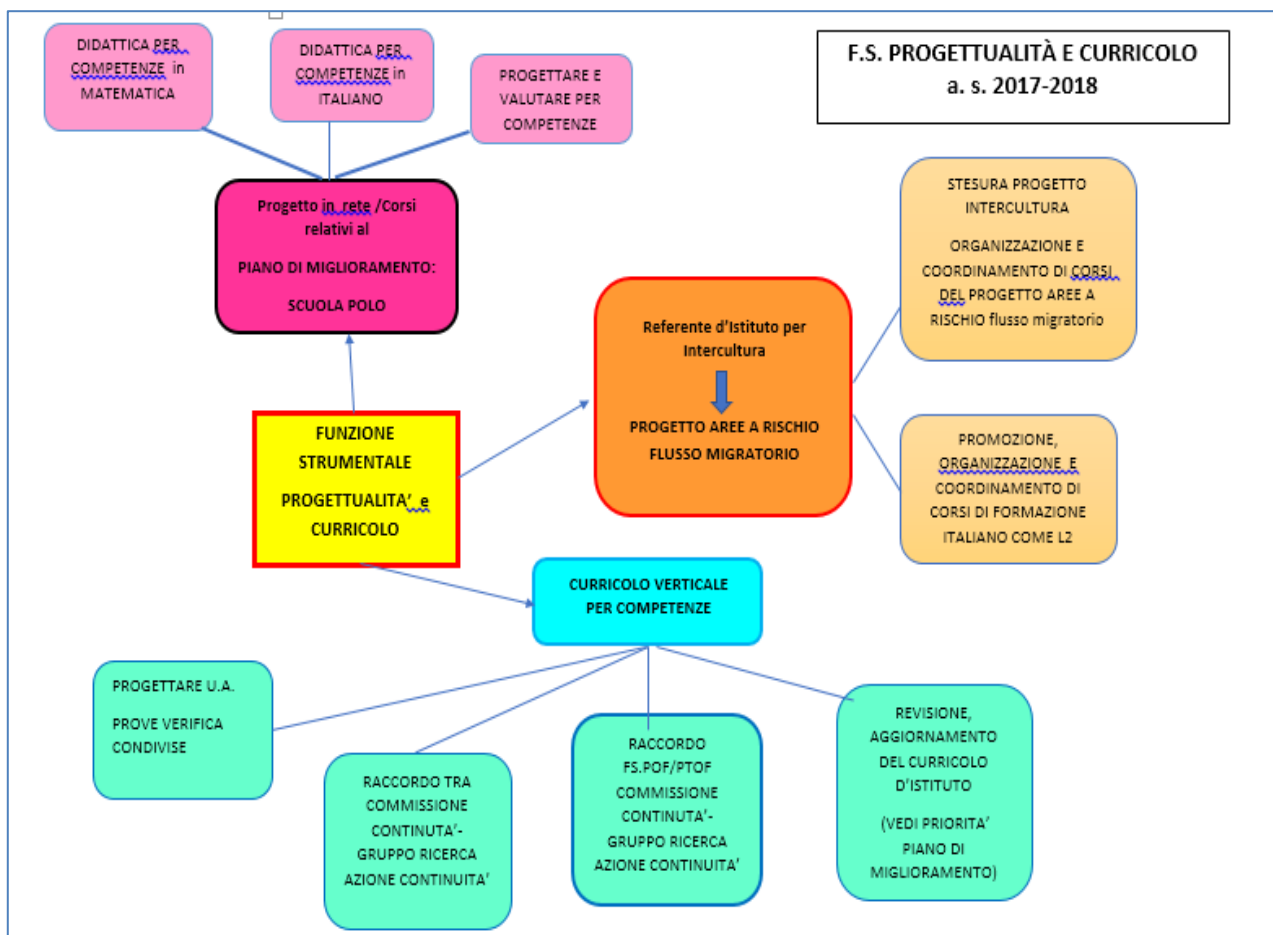 DIDATTICA PER
COMPETENZE in
MATEMATICA
DIDATTICA PER
COMPETENZE in
ITALIANO
PROGETTARE E
VALUTARE PER
COMPETENZE
F.S. PROGETTUALITÀ E CURRICOLO
a. s. 2017-2018
Progetto in rete /Corsi
relativi al
PIANO DI MIGLIORAMENTO:
SCUOLA POLO
STESURA PROGETTO
INTERCULTURA
ORGANIZZAZIONE E
COORDINAMENTO DI CORSI
DEL PROGETTO AREE A
RISCHIO flusso migratorio
Referente d'Istituto per
Intercultura
PROGETTO AREE A RISCHIO
FLUSSO MIGRATORIO
FUNZIONE
STRUMENTALE
PROGETTUALITA' e
CURRICOLO
PROMOZIONE,
ORGANIZZAZIONE E
COORDINAMENTO DI
CORSI DI FORMAZIONE
ITALIANO COME L2
CURRICOLO VERTICALE
PER COMPETENZE
PROGETTARE U.A.
PROVE VERIFICA
CONDIVISE
RACCORDO TRA
COMMISSIONE
CONTINUTA'-
GRUPPO RICERCA
AZIONE CONTINUITA'
RACCORDO
FS.POF/PTOF
COMMISSIONE
CONTINUITA'-
GRUPPO RICERCA
AZIONE CONTINUITA'
REVISIONE,
AGGIORNAMENTO
DEL CURRICOLO
D'ISTITUTO
(VEDI PRIORITA'
PIANO DI
MIGLIORAMENTO)